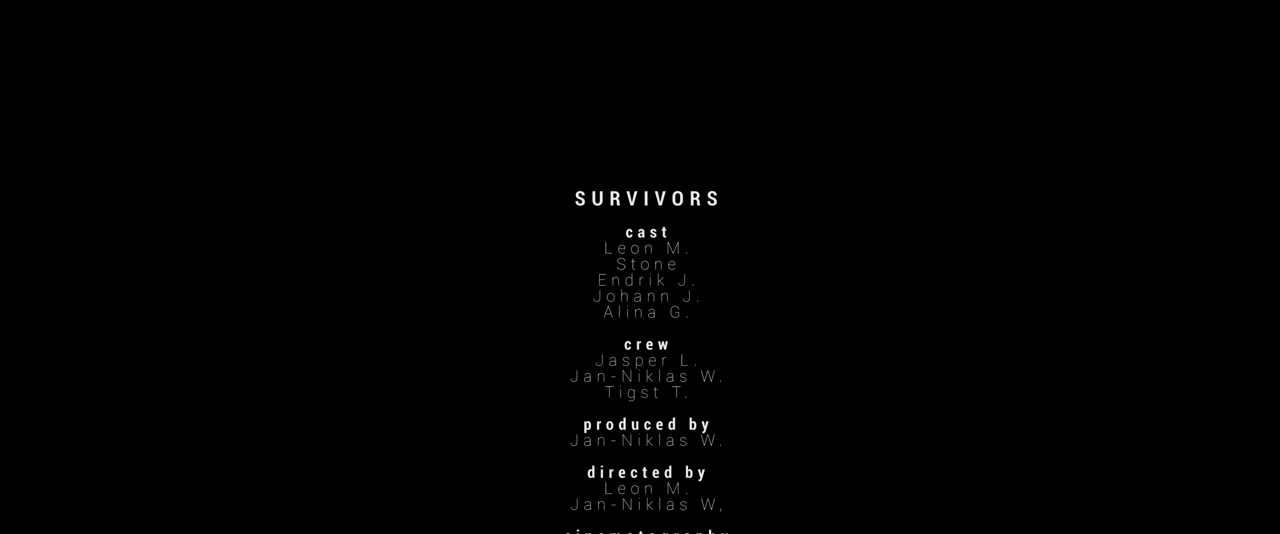 SURVIVORS
cast
Leon M.
Stone
Endrik J.
Johann J.
Alina G.
crew
Jasper L.
Jan-Niklas W.
Tigst T.
produced by
Jan-Niklas W.
directed by
Leon M.
Jan-Niklas W,
cinematography